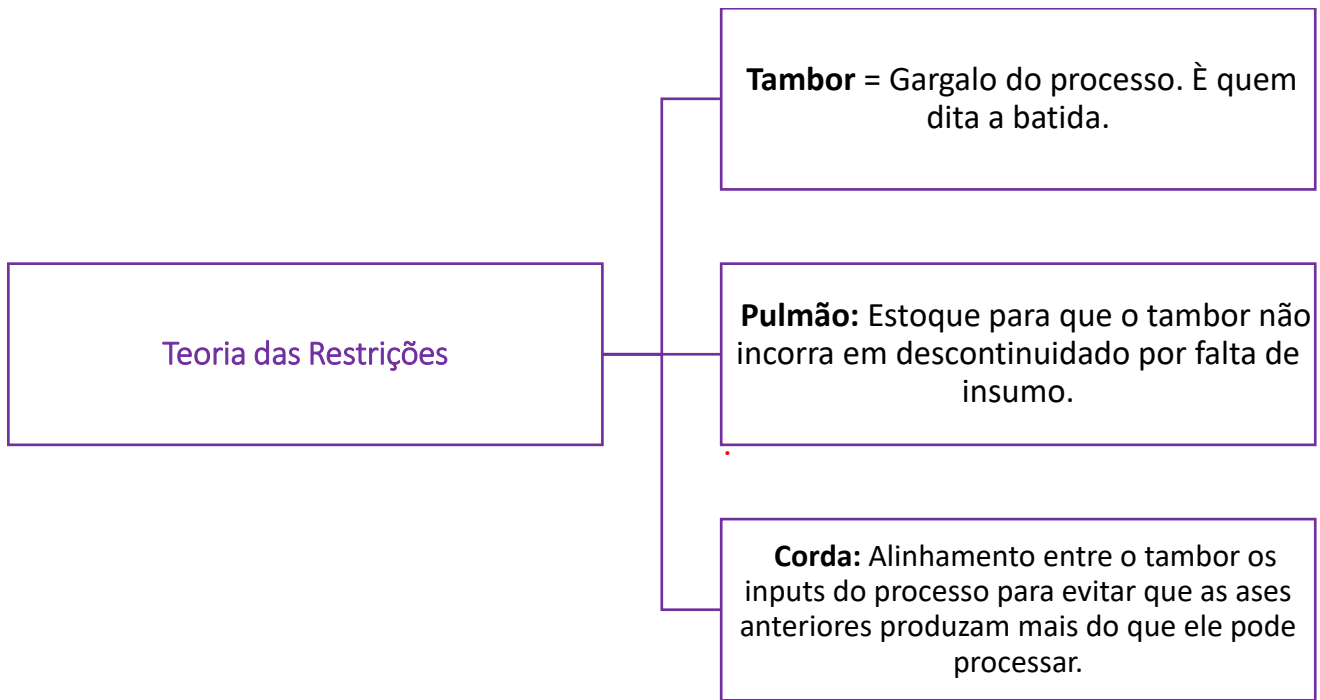 Tambor = Gargalo do processo. È quem
dita a batida.
Teoria das Restrições
Pulmão: Estoque para que o tambor não
incorra em descontinuidado por falta de
insumo.
Corda: Alinhamento entre o tambor os
inputs do processo para evitar que as ases
anteriores produzam mais do que ele pode
processar.